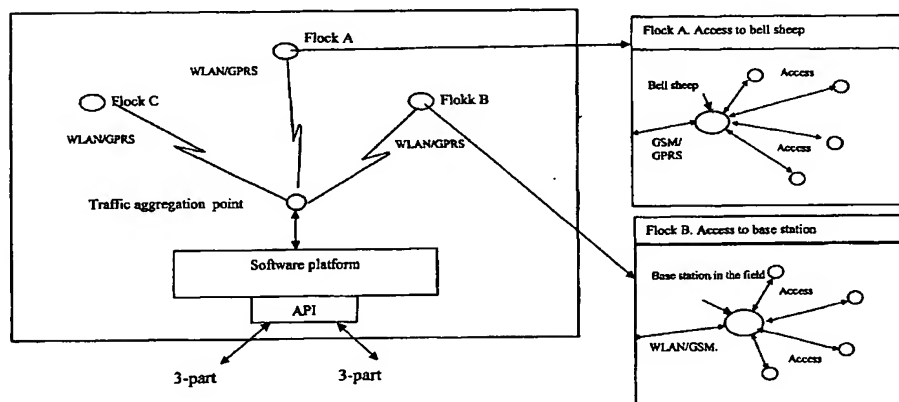 Flock A
WLAN/GPRS
Flock C
Flokk B
WLAN/GPRS
WLAN/GPRS
Traffic aggregation point
Software platform
API
3-part
3-part
Flock A. Access to bell sheep
Access
Bell sheep
Access
GSM/
GPRS
Flock B. Access to base station
Base station in the field
Access
WLAN/GSM.
Access